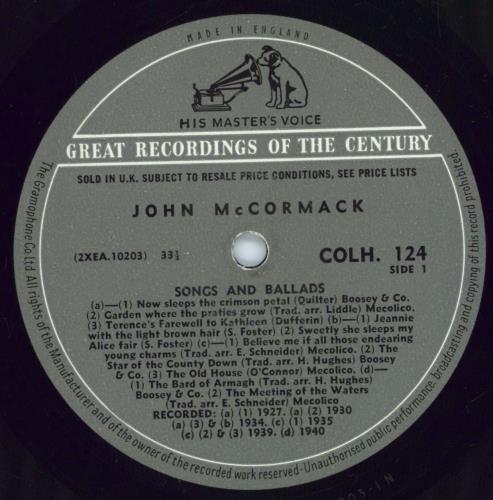 MADE IN ENGLAND
HIS MASTER'S VOICE
GREAT RECORDINGS OF THE CENTURY
SOLD IN U.K. SUBJECT TO RESALE PRICE CONDITIONS, SEE PRICE LISTS
JOHN McCORMACK
(2XEA.10203) 33⅓
COLH. 124
SIDE 1
SONGS AND BALLADS
(a)—(1) Now sleeps the crimson petal (Quilter) Boosey & Co.
(2) Garden where the praties grow (Trad. arr. Liddle) Mecolico.
(3) Terence's Farewell to Kathleen (Dufferin) (b)—(1) Jeannie
with the light brown hair (S. Foster) (2) Sweetly she sleeps my
Alice fair (S. Foster) (c)—(1) Believe me if all those endearing
young charms (Trad. arr. E. Schneider) Mecolico. (2) The
Star of the County Down (Trad. arr. H. Hughes) Boosey
& Co. (3) The Old House (O'Connor) Mecolico. (d)—
(1) The Bard of Armagh (Trad. arr. H. Hughes)
Boosey & Co. (2) The Meeting of the Waters
(Trad. arr. E. Schneider) Mecolico
RECORDED: (a) (1) 1927. (a) (2) 1930
(a) (3) & (b) 1934. (c) (1) 1935
(c) (2) & (3) 1939. (d) 1940
The Gramophone Co Ltd All rights of the Manufacturer and of the owner of the recorded work reserved-Unauthorised public performance, broadcasting and copying of this record prohibited.